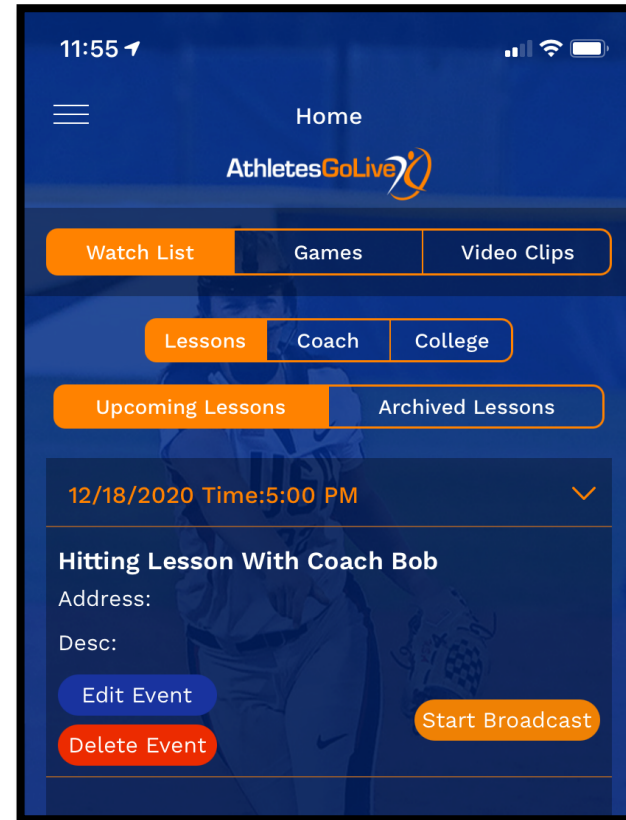 11:55
Home
AthletesGoLive
Watch List Games Video Clips
Lessons Coach College
Upcoming Lessons Archived Lessons
12/18/2020 Time:5:00 PM
Hitting Lesson With Coach Bob
Address:
Desc:
Edit Event
Start Broadcast
Delete Event